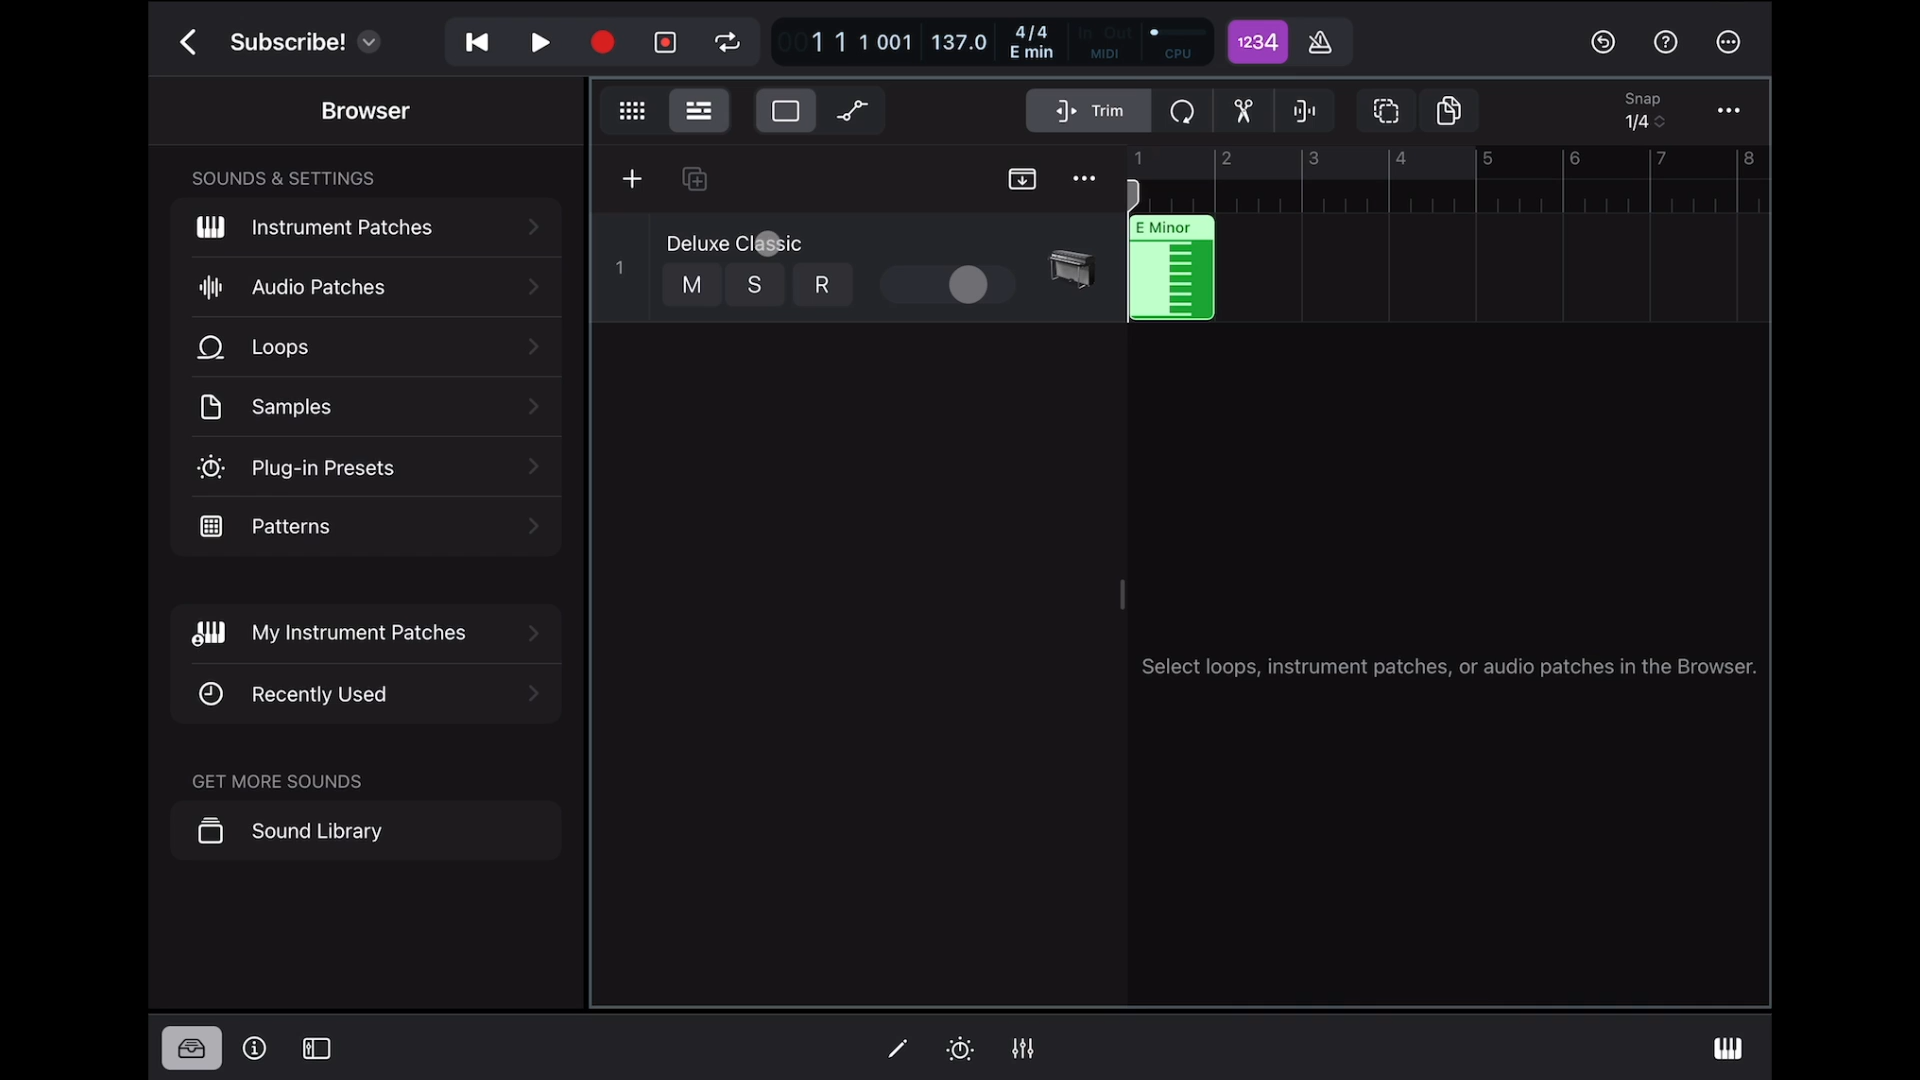 Subscribe!
001 1 1 001
137.0
4/4
E min
In Out
MIDI
CPU
1234
Browser
Trim
Snap
1/4
SOUNDS & SETTINGS
Instrument Patches
Audio Patches
Loops
Samples
Plug-in Presets
Patterns
My Instrument Patches
Recently Used
GET MORE SOUNDS
Sound Library
1 2 3 4 5 6 7 8
1
Deluxe Classic
M S R
E Minor
Select loops, instrument patches, or audio patches in the Browser.